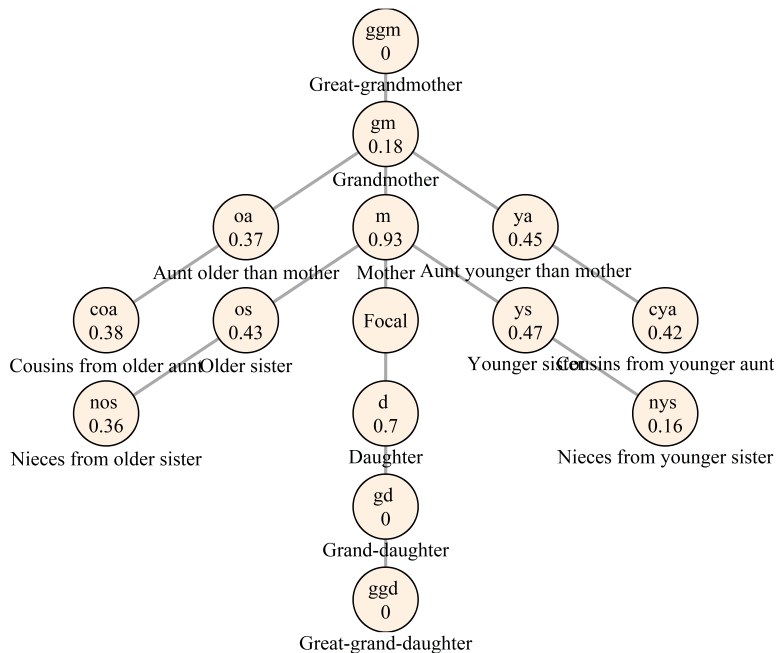 ggm
0
Great-grandmother
gm
0.18
Grandmother
oa
0.37
Aunt older than mother
m
0.93
Mother
ya
0.45
Aunt younger than mother
coa
0.38
Cousins from older aunt
os
0.43
Older sister
Focal
ys
0.47
Younger sister
cya
0.42
Cousins from younger aunt
nos
0.36
Nieces from older sister
d
0.7
Daughter
nys
0.16
Nieces from younger sister
gd
0
Grand-daughter
ggd
0
Great-grand-daughter